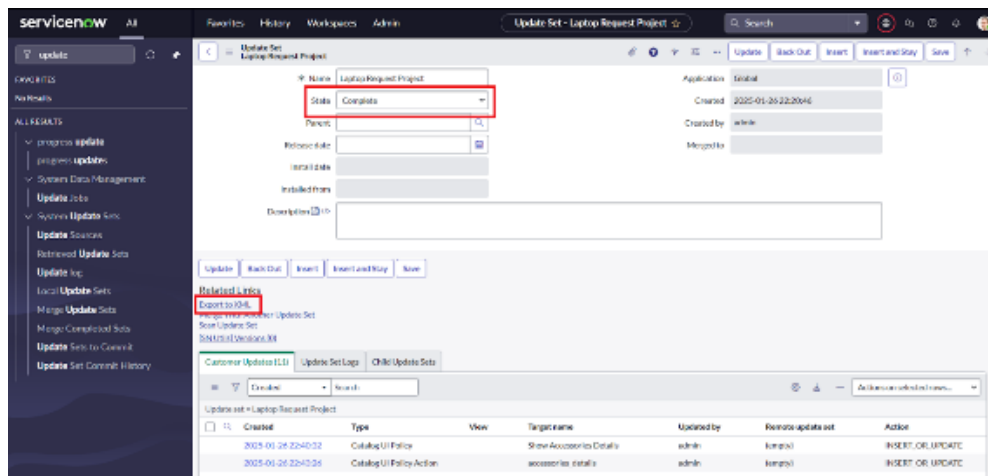 servicenow All Favorites History Workspaces Admin Update Set - Laptop Request Project Search
update
FAVORITES
No Results
ALL RESULTS
progress update
progress updates
System Data Management
Update Jobs
System Update Sets
Update Sources
Retrieved Update Sets
Update log
Local Update Sets
Merge Update Sets
Merge Completed Sets
Update Sets to Commit
Update Set Commit History
Update Set
Laptop Request Project
Update Back Out Insert Insert and Stay Save
Name Laptop Request Project
State Complete
Parent
Release date
Install date
Installed from
Description
Application Global
Created 2025-01-26 22:20:46
Created by admin
Merged to
Update Back Out Insert Insert and Stay Save
Related Links
Export to XML
Another Update Set
Scan Update Set
Customer Updates (11) Update Set Logs Child Update Sets
Created Search Actions on selected rows...
Update set = Laptop Request Project
Created Type View Target name Updated by Remote update set Action
2025-01-26 22:40:32 Catalog UI Policy Show Accessories Details admin (empty) INSERT_OR_UPDATE
2025-01-26 22:43:26 Catalog UI Policy Action accessories details admin (empty) INSERT_OR_UPDATE